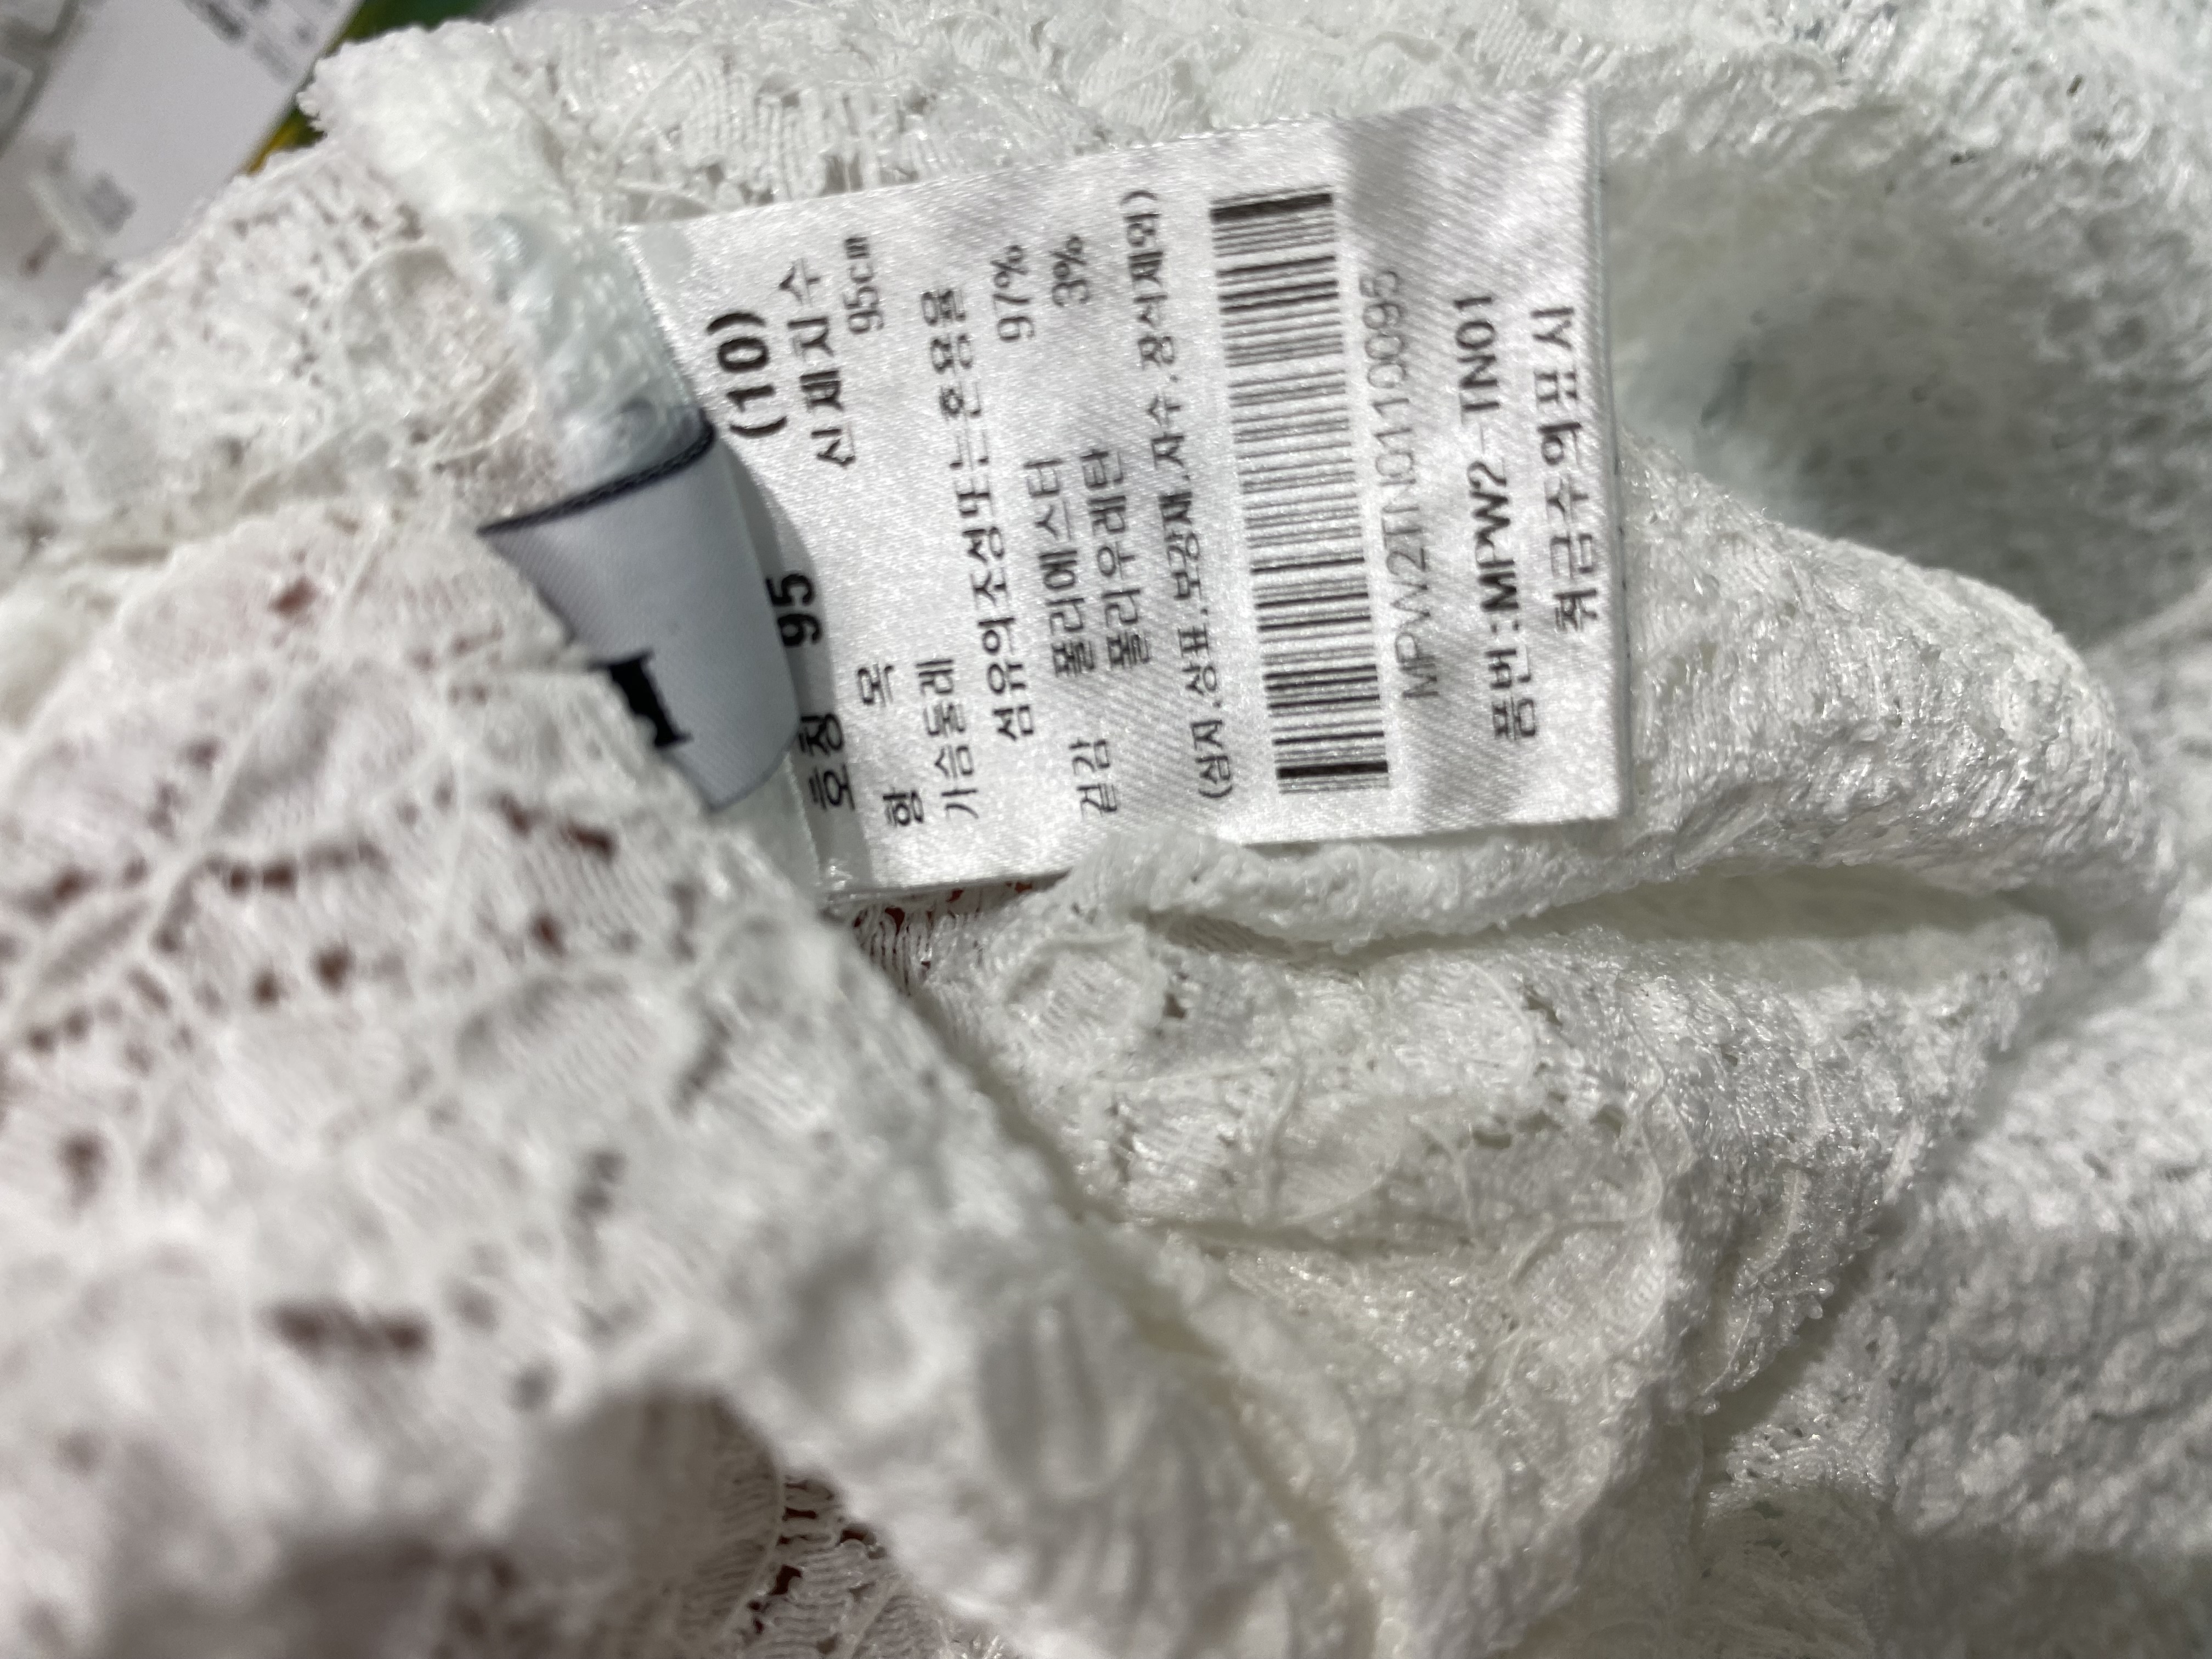 호칭 95 (10)
항 목 신체치수
가슴둘레 95cm
섬유의조성또는혼용율
겉감 폴리에스터 97%
폴리우레탄 3%
(심지.상표.보강재.자수.장식제외)
MPW2TN0110095
품번:MPW2-TN01
취급주의표시